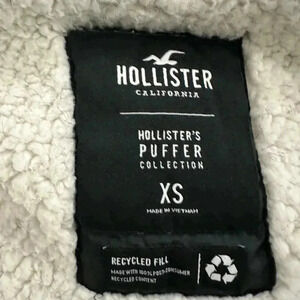 HOLLISTER
CALIFORNIA
HOLLISTER'S
PUFFER
COLLECTION
XS
MADE IN VIETNAM
RECYCLED FILL
MADE WITH 100% POST-CONSUMER
RECYCLED CONTENT